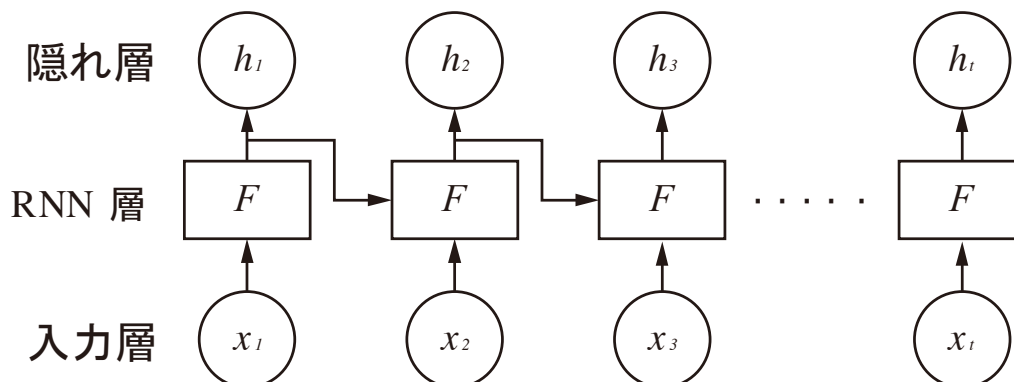 隠れ層 h1 h2 h3 ht
RNN 層 F F F ・・・・・ F
入力層 x1 x2 x3 xt